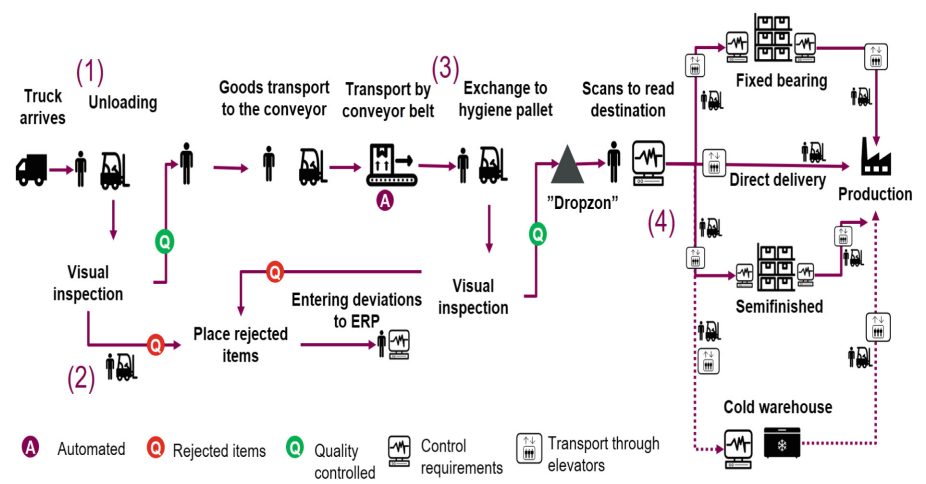 (1)
Truck
arrives
Unloading
Goods transport
to the conveyor
Transport by
conveyor belt
(3)
Exchange to
hygiene pallet
Scans to read
destination
Fixed bearing
A
"Dropzon"
Direct delivery
Production
Q
Q
(4)
Visual
inspection
Q
Visual
inspection
Semifinished
Entering deviations
to ERP
Place rejected
items
Q
(2)
Cold warehouse
A
Automated
Q
Rejected items
Q
Quality
controlled
Control
requirements
Transport through
elevators